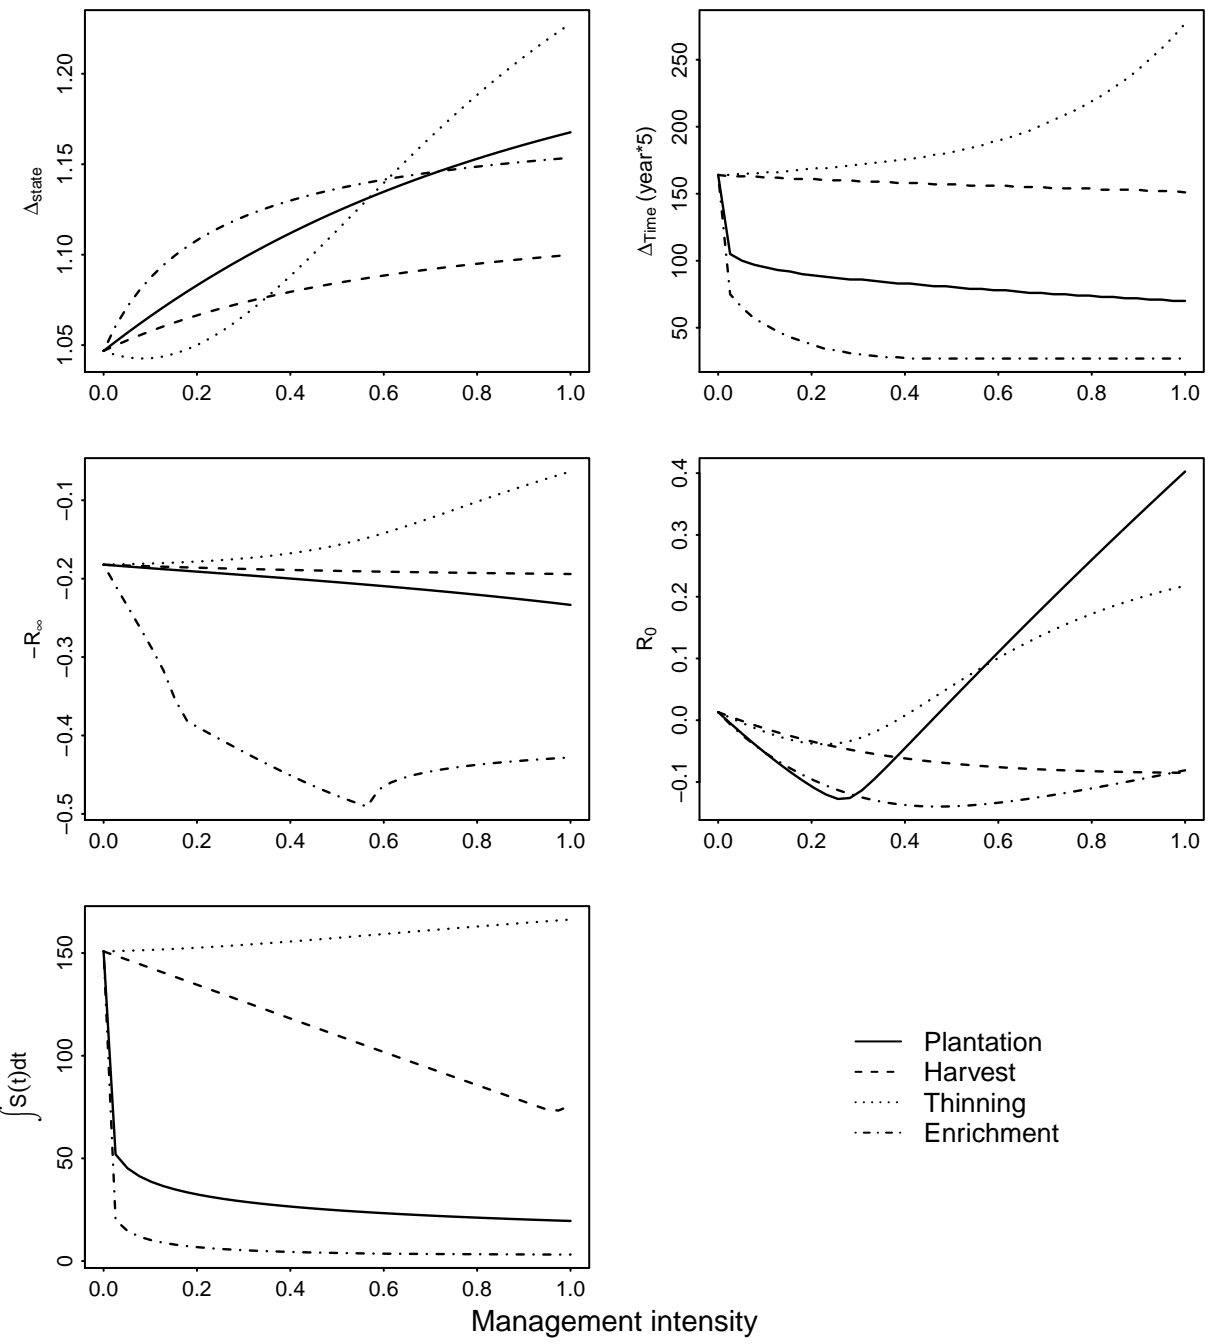 Δstate
1.05 1.10 1.15 1.20
0.0 0.2 0.4 0.6 0.8 1.0
ΔTime (year*5)
50 100 150 200 250
0.0 0.2 0.4 0.6 0.8 1.0
−R∞
−0.5 −0.4 −0.3 −0.2 −0.1
0.0 0.2 0.4 0.6 0.8 1.0
R0
−0.1 0.0 0.1 0.2 0.3 0.4
0.0 0.2 0.4 0.6 0.8 1.0
∫S(t)dt
0 50 100 150
0.0 0.2 0.4 0.6 0.8 1.0
Plantation
Harvest
Thinning
Enrichment
Management intensity